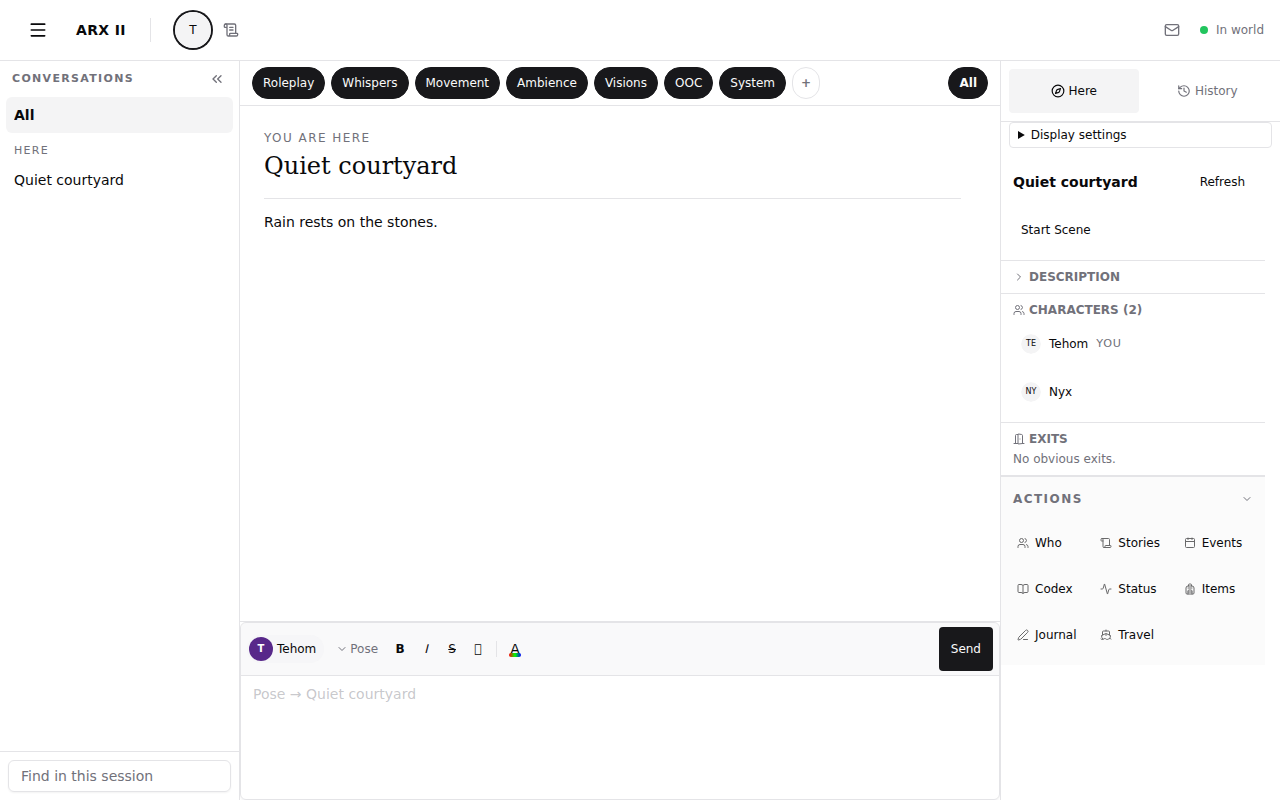 ARX II
T
In world
CONVERSATIONS
All
HERE
Quiet courtyard
Find in this session
Roleplay
Whispers
Movement
Ambience
Visions
OOC
System
+
All
YOU ARE HERE
Quiet courtyard
Rain rests on the stones.
T
Tehom
Pose
B
I
S
A
Send
Pose → Quiet courtyard
Here
History
Display settings
Quiet courtyard
Refresh
Start Scene
DESCRIPTION
CHARACTERS (2)
TE
Tehom YOU
NY
Nyx
EXITS
No obvious exits.
ACTIONS
Who
Stories
Events
Codex
Status
Items
Journal
Travel